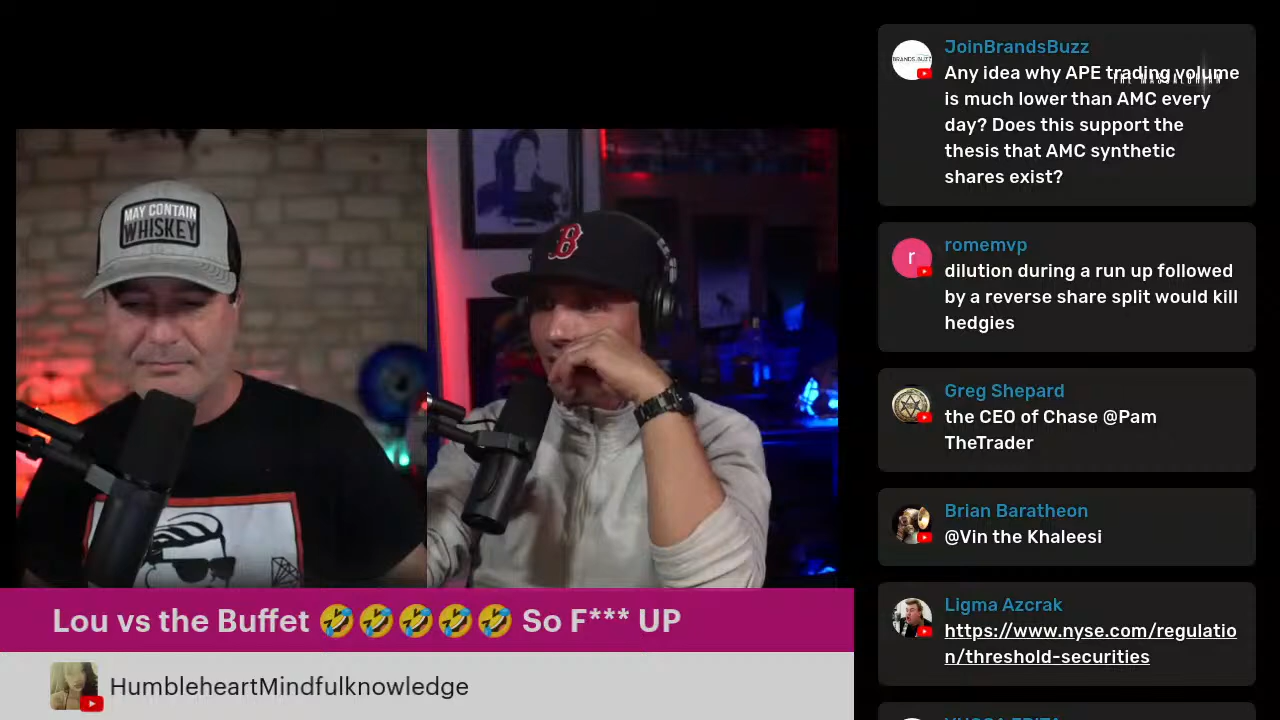 MAY CONTAIN
WHISKEY
B
Lou vs the Buffet 🤣🤣🤣🤣🤣 So F*** UP
HumbleheartMindfulknowledge
JoinBrandsBuzz
Any idea why APE trading volume
is much lower than AMC every
day? Does this support the
thesis that AMC synthetic
shares exist?
r
romemvp
dilution during a run up followed
by a reverse share split would kill
hedgies
Greg Shepard
the CEO of Chase @Pam
TheTrader
Brian Baratheon
@Vin the Khaleesi
Ligma Azcrak
https://www.nyse.com/regulatio
n/threshold-securities